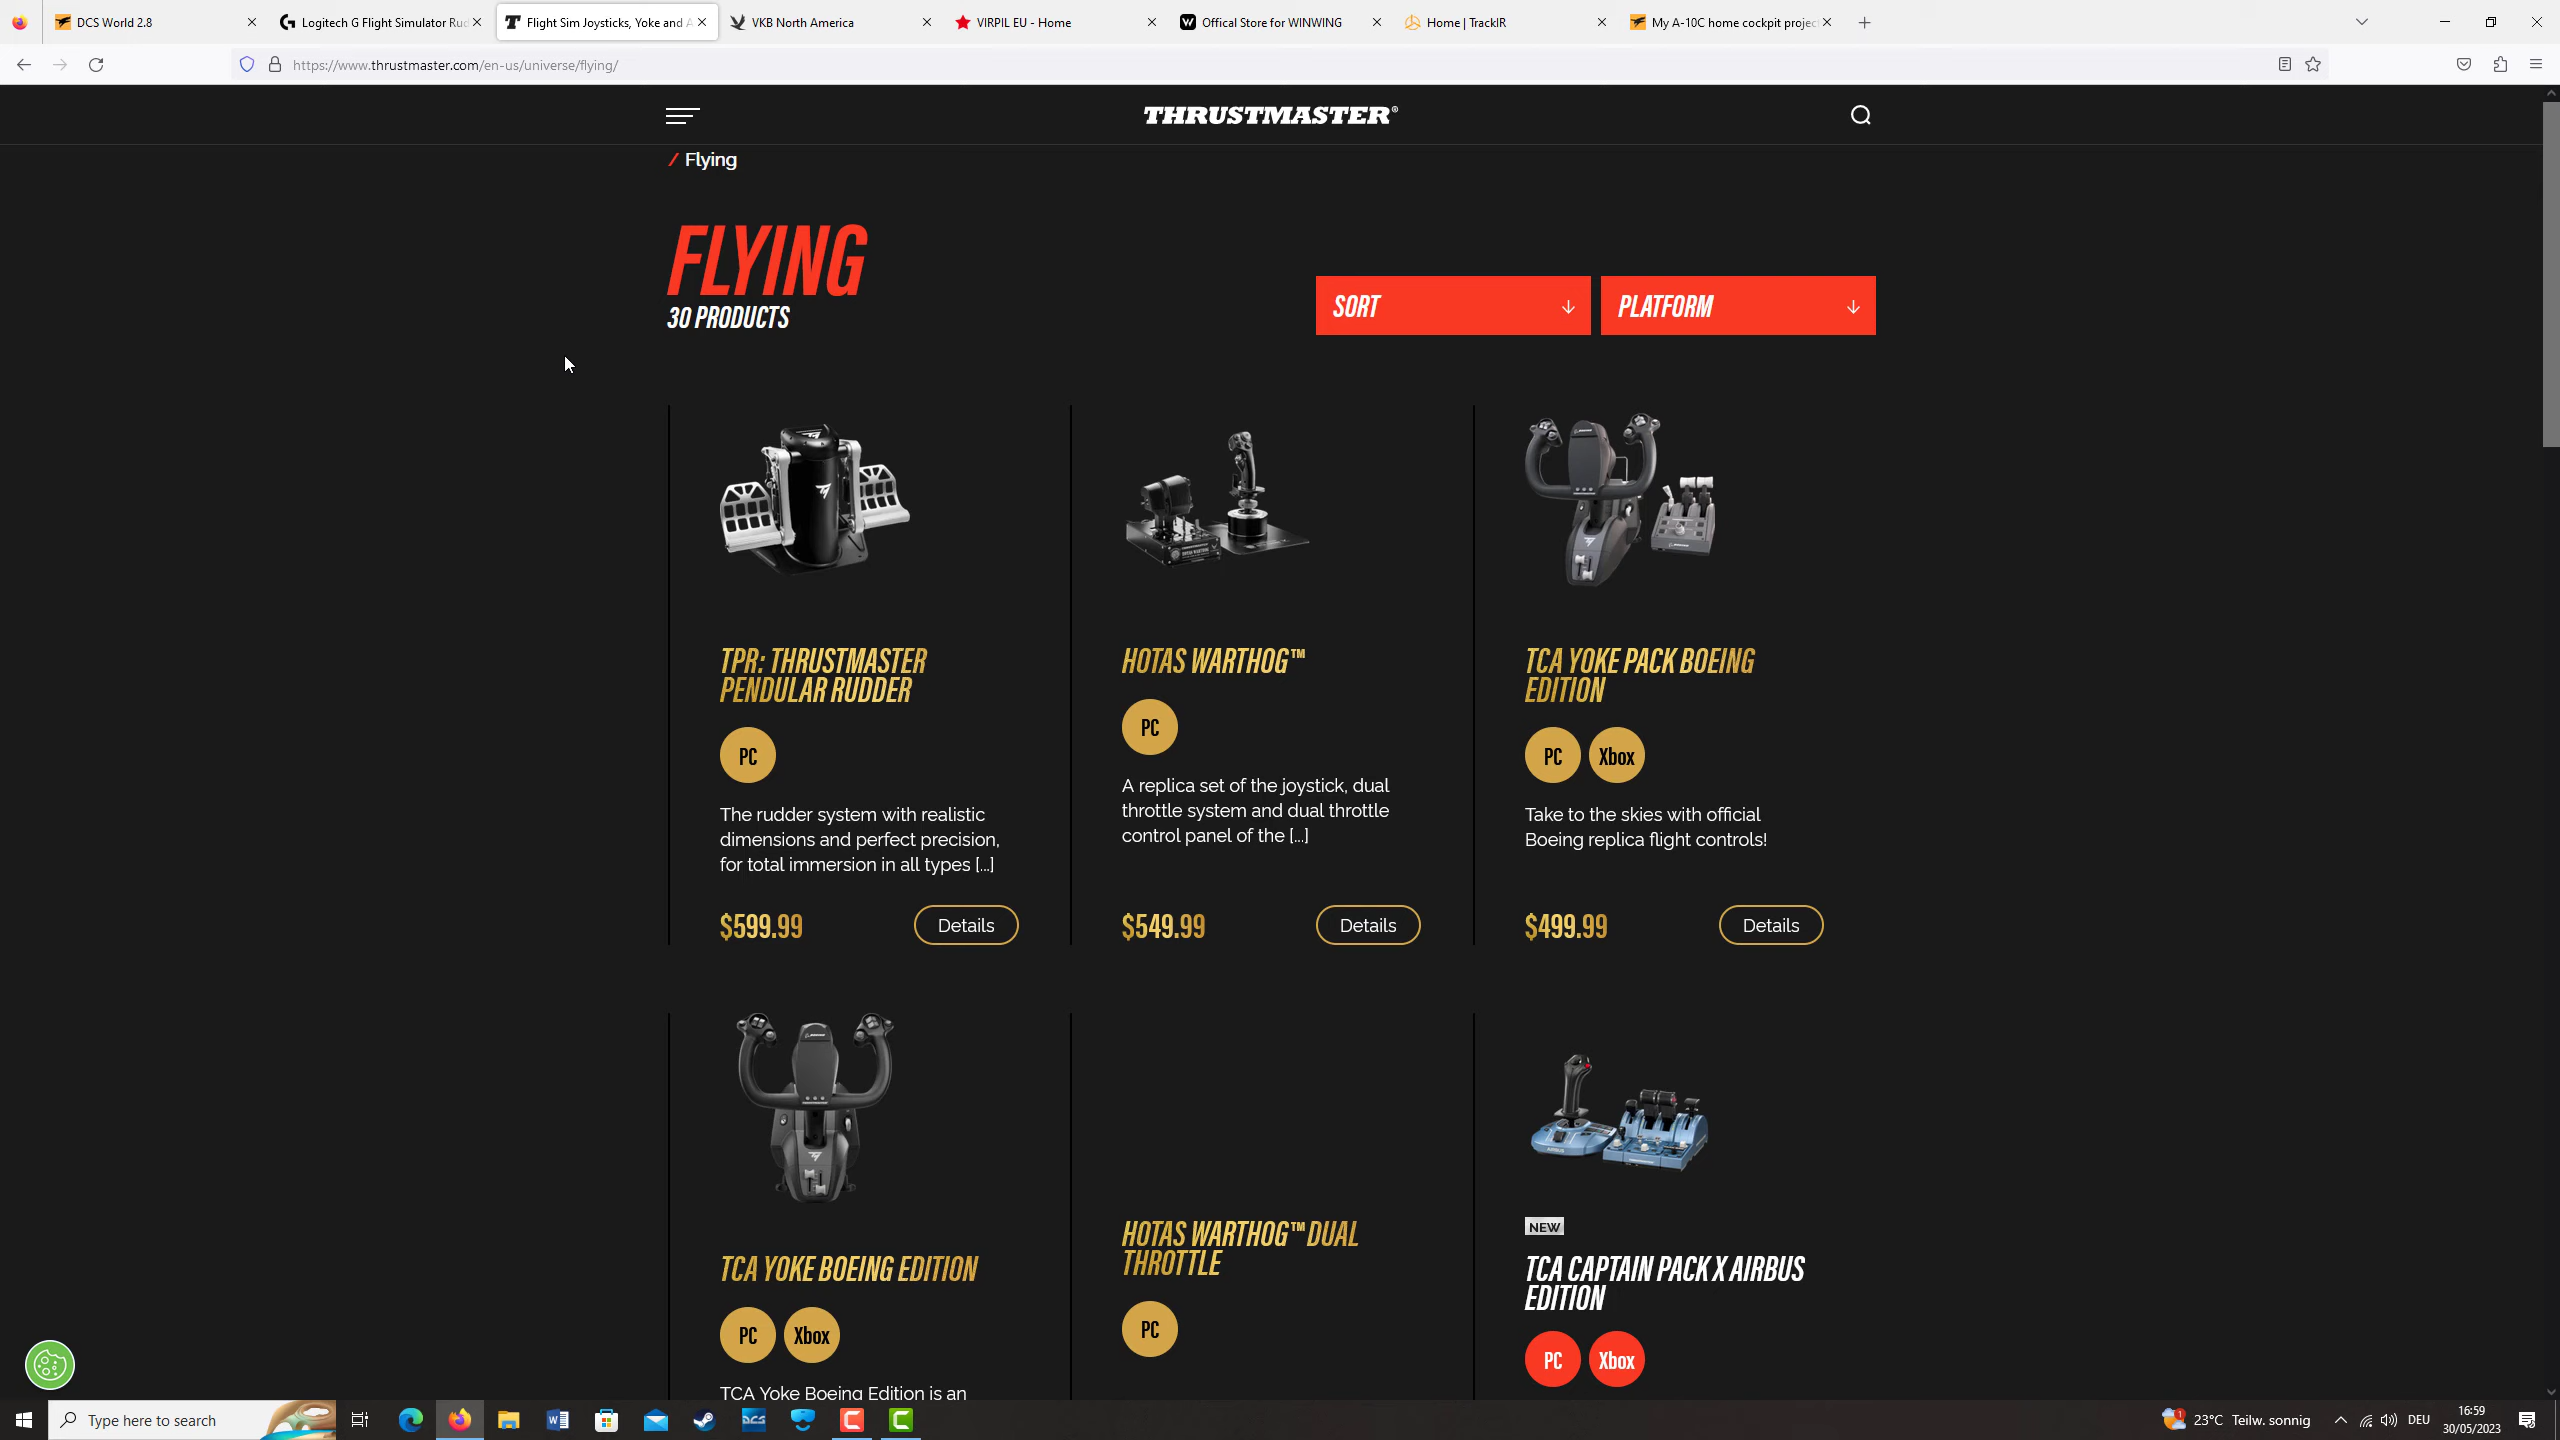 DCS World 2.8
Logitech G Flight Simulator Rud
Flight Sim Joysticks, Yoke and A
VKB North America
VIRPIL EU - Home
Offical Store for WINWING
Home | TrackIR
My A-10C home cockpit projec
https://www.thrustmaster.com/en-us/universe/flying/
THRUSTMASTER®
/ Flying
FLYING
30 PRODUCTS
SORT
PLATFORM
TPR: THRUSTMASTER
PENDULAR RUDDER
PC
The rudder system with realistic
dimensions and perfect precision,
for total immersion in all types [...]
$599.99
Details
HOTAS WARTHOG™
PC
A replica set of the joystick, dual
throttle system and dual throttle
control panel of the [...]
$549.99
Details
TCA YOKE PACK BOEING
EDITION
PC
Xbox
Take to the skies with official
Boeing replica flight controls!
$499.99
Details
TCA YOKE BOEING EDITION
PC
Xbox
TCA Yoke Boeing Edition is an
HOTAS WARTHOG™ DUAL
THROTTLE
PC
NEW
TCA CAPTAIN PACK X AIRBUS
EDITION
PC
Xbox
Type here to search
DCS
23°C Teilw. sonnig
DEU
16:59
30/05/2023